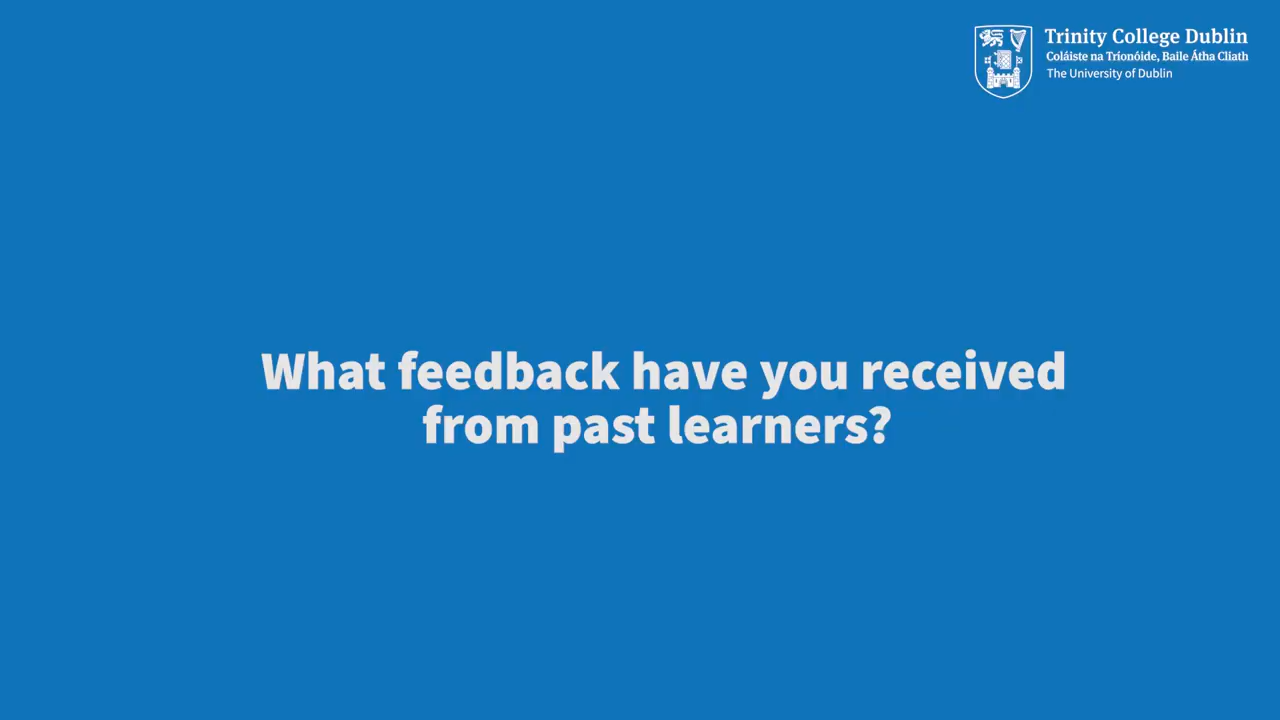 Trinity College Dublin
Coláiste na Tríonóide, Baile Átha Cliath
The University of Dublin
What feedback have you received
from past learners?